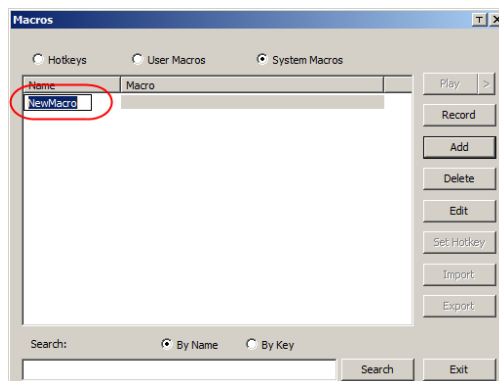 Macros
Hotkeys User Macros System Macros
Name Macro
NewMacro
Play >
Record
Add
Delete
Edit
Set Hotkey
Import
Export
Search: By Name By Key
Search Exit